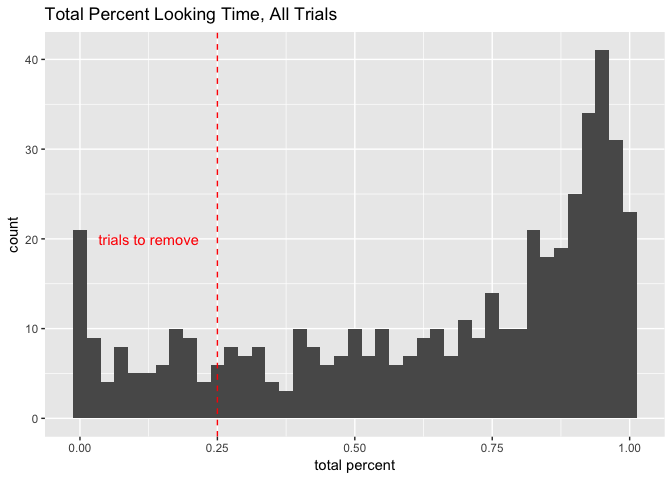 Total Percent Looking Time, All Trials
count
40
30
20
10
0
trials to remove
0.00
0.25
0.50
0.75
1.00
total percent